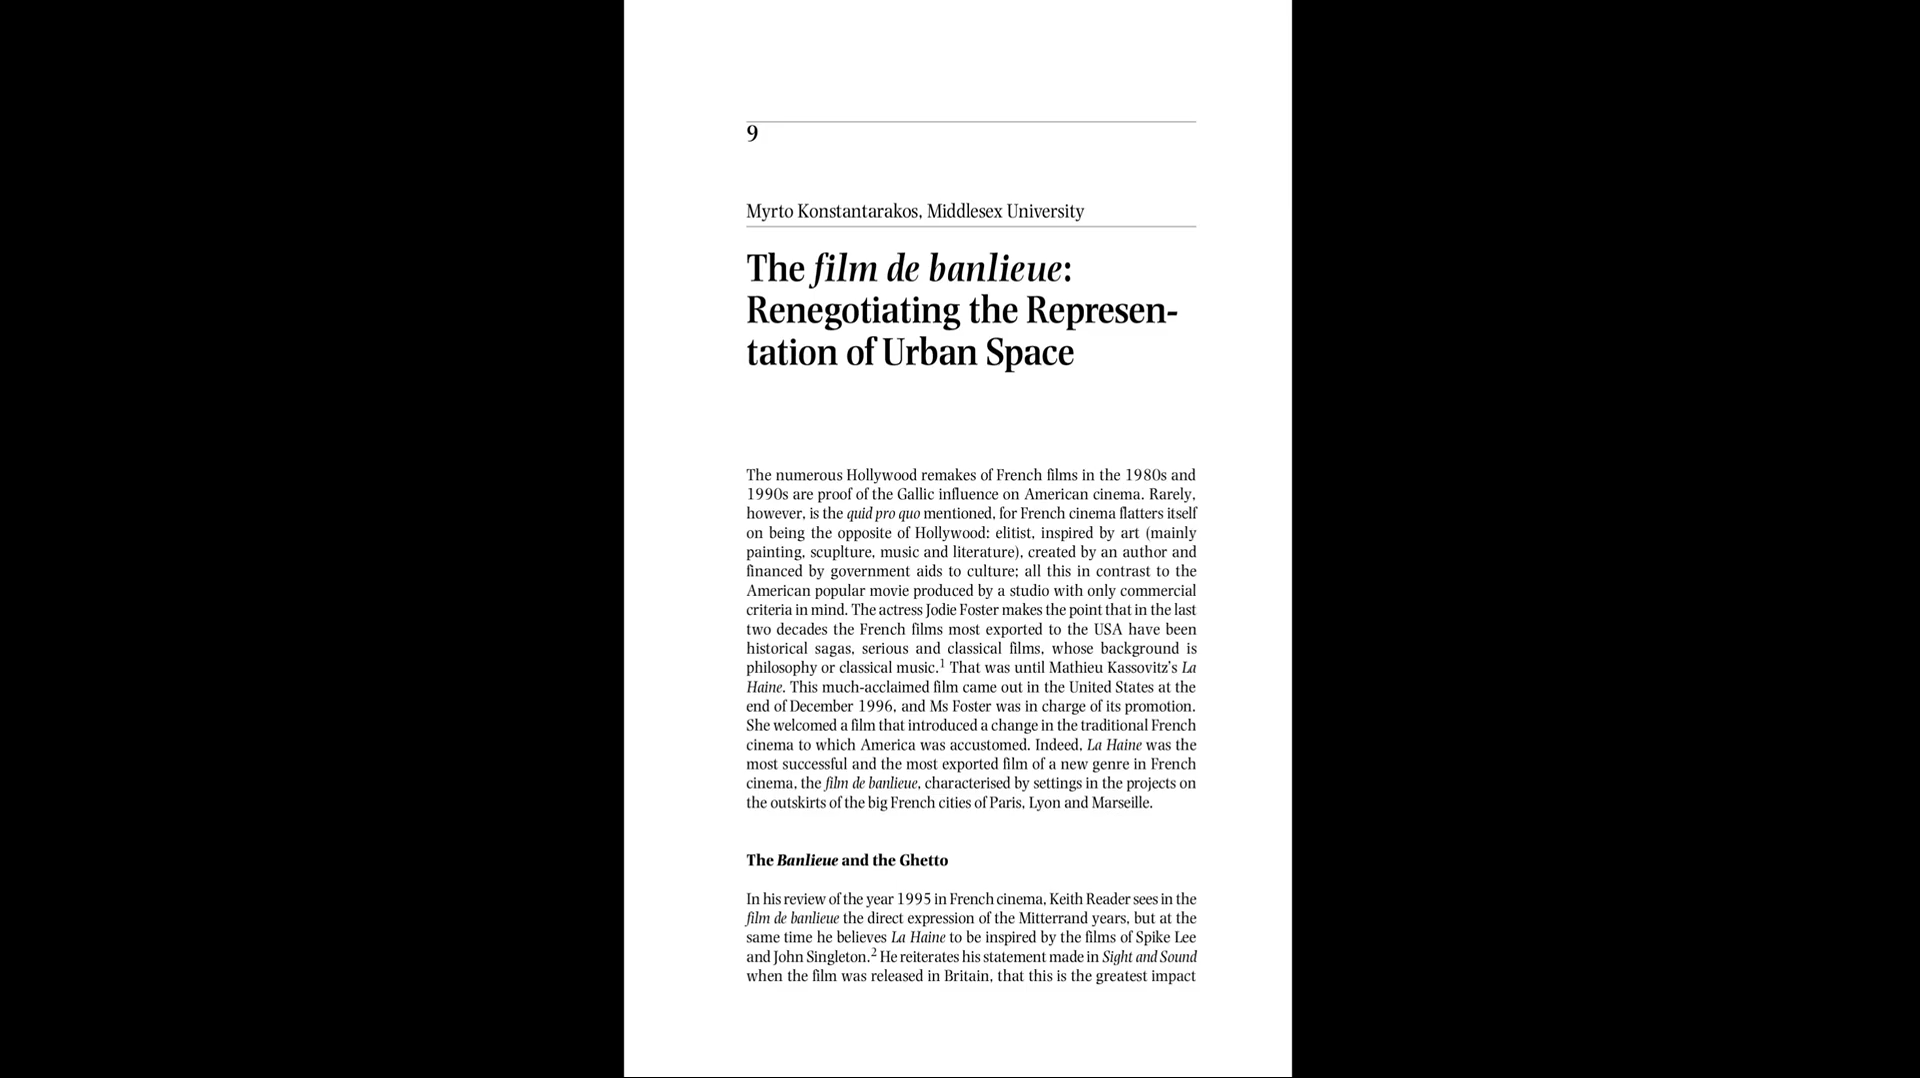 9
Myrto Konstantarakos, Middlesex University
The film de banlieue:
Renegotiating the Represen-
tation of Urban Space
The numerous Hollywood remakes of French films in the 1980s and
1990s are proof of the Gallic influence on American cinema. Rarely,
however, is the quid pro quo mentioned, for French cinema flatters itself
on being the opposite of Hollywood: elitist, inspired by art (mainly
painting, scuplture, music and literature), created by an author and
financed by government aids to culture; all this in contrast to the
American popular movie produced by a studio with only commercial
criteria in mind. The actress Jodie Foster makes the point that in the last
two decades the French films most exported to the USA have been
historical sagas, serious and classical films, whose background is
philosophy or classical music.1 That was until Mathieu Kassovitz's La
Haine. This much-acclaimed film came out in the United States at the
end of December 1996, and Ms Foster was in charge of its promotion.
She welcomed a film that introduced a change in the traditional French
cinema to which America was accustomed. Indeed, La Haine was the
most successful and the most exported film of a new genre in French
cinema, the film de banlieue, characterised by settings in the projects on
the outskirts of the big French cities of Paris, Lyon and Marseille.
The Banlieue and the Ghetto
In his review of the year 1995 in French cinema, Keith Reader sees in the
film de banlieue the direct expression of the Mitterrand years, but at the
same time he believes La Haine to be inspired by the films of Spike Lee
and John Singleton.2 He reiterates his statement made in Sight and Sound
when the film was released in Britain, that this is the greatest impact